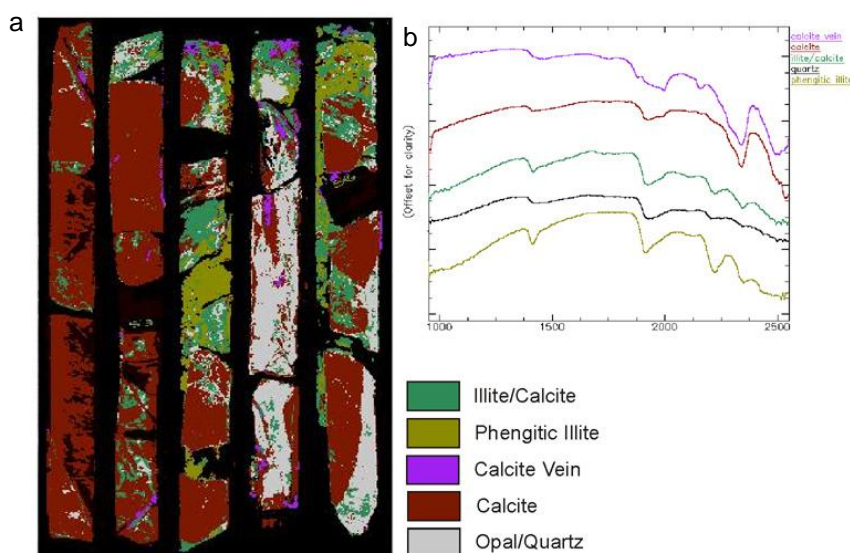 a
b
calcite vein
calcite
illite/calcite
quartz
phengitic illite
(Offset for clarity)
1000
1500
2000
2500
Illite/Calcite
Phengitic Illite
Calcite Vein
Calcite
Opal/Quartz